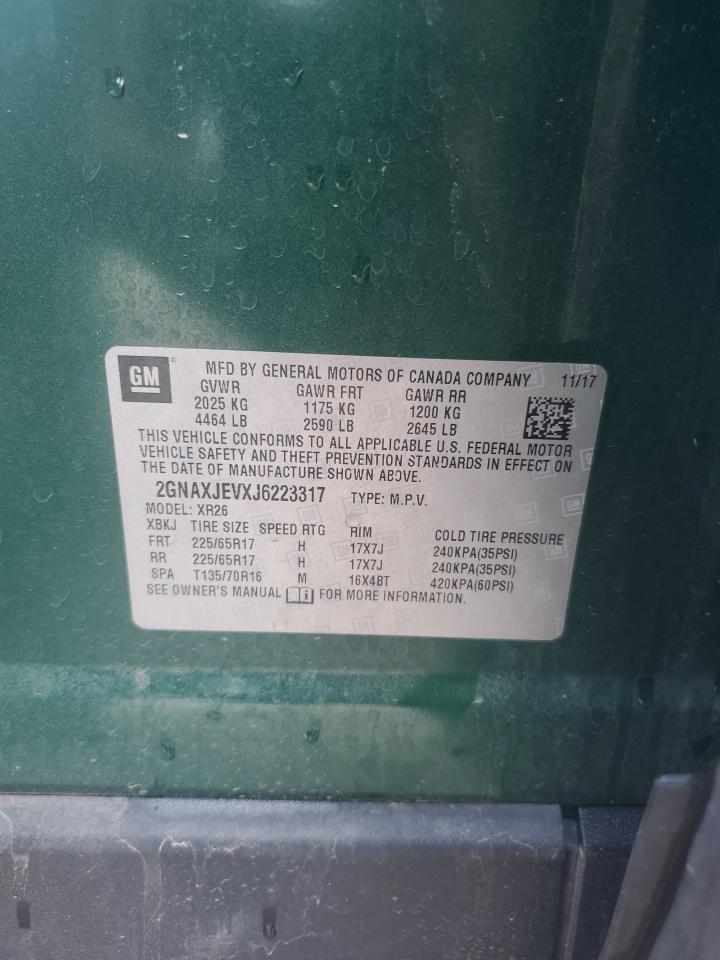 GM ® MFD BY GENERAL MOTORS OF CANADA COMPANY 11/17
GVWR GAWR FRT GAWR RR
2025 KG 1175 KG 1200 KG
4464 LB 2590 LB 2645 LB
THIS VEHICLE CONFORMS TO ALL APPLICABLE U.S. FEDERAL MOTOR
VEHICLE SAFETY AND THEFT PREVENTION STANDARDS IN EFFECT ON
THE DATE OF MANUFACTURE SHOWN ABOVE.
2GNAXJEVXJ6223317 TYPE: M.P.V.
MODEL: XR26
XBKJ TIRE SIZE SPEED RTG RIM COLD TIRE PRESSURE
FRT 225/65R17 H 17X7J 240KPA(35PSI)
RR 225/65R17 H 17X7J 240KPA(35PSI)
SPA T135/70R16 M 16X4BT 420KPA(60PSI)
SEE OWNER'S MANUAL FOR MORE INFORMATION.